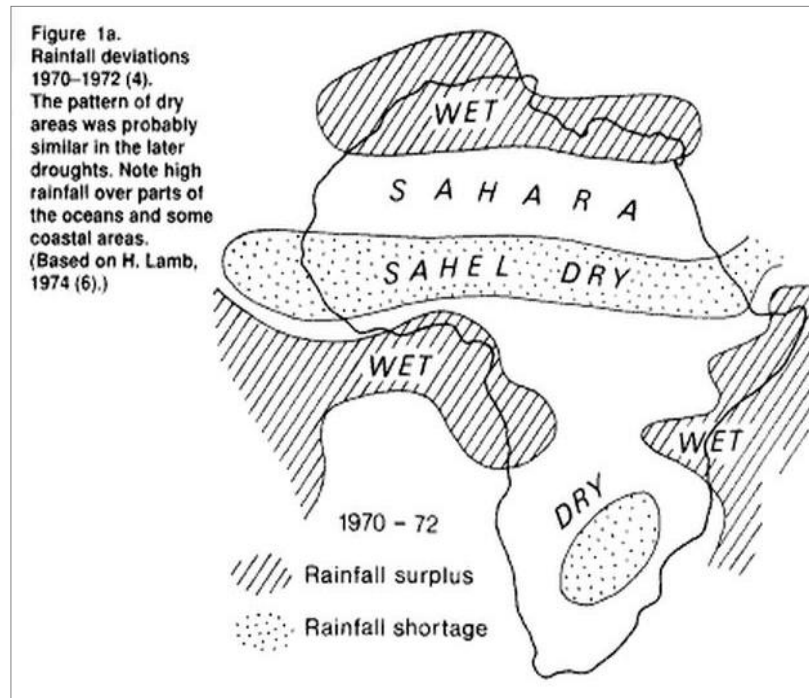 Figure 1a.
Rainfall deviations
1970–1972 (4).
The pattern of dry
areas was probably
similar in the later
droughts. Note high
rainfall over parts of
the oceans and some
coastal areas.
(Based on H. Lamb,
1974 (6).)
WET
SAHARA
SAHEL DRY
WET
WET
DRY
1970 – 72
Rainfall surplus
Rainfall shortage